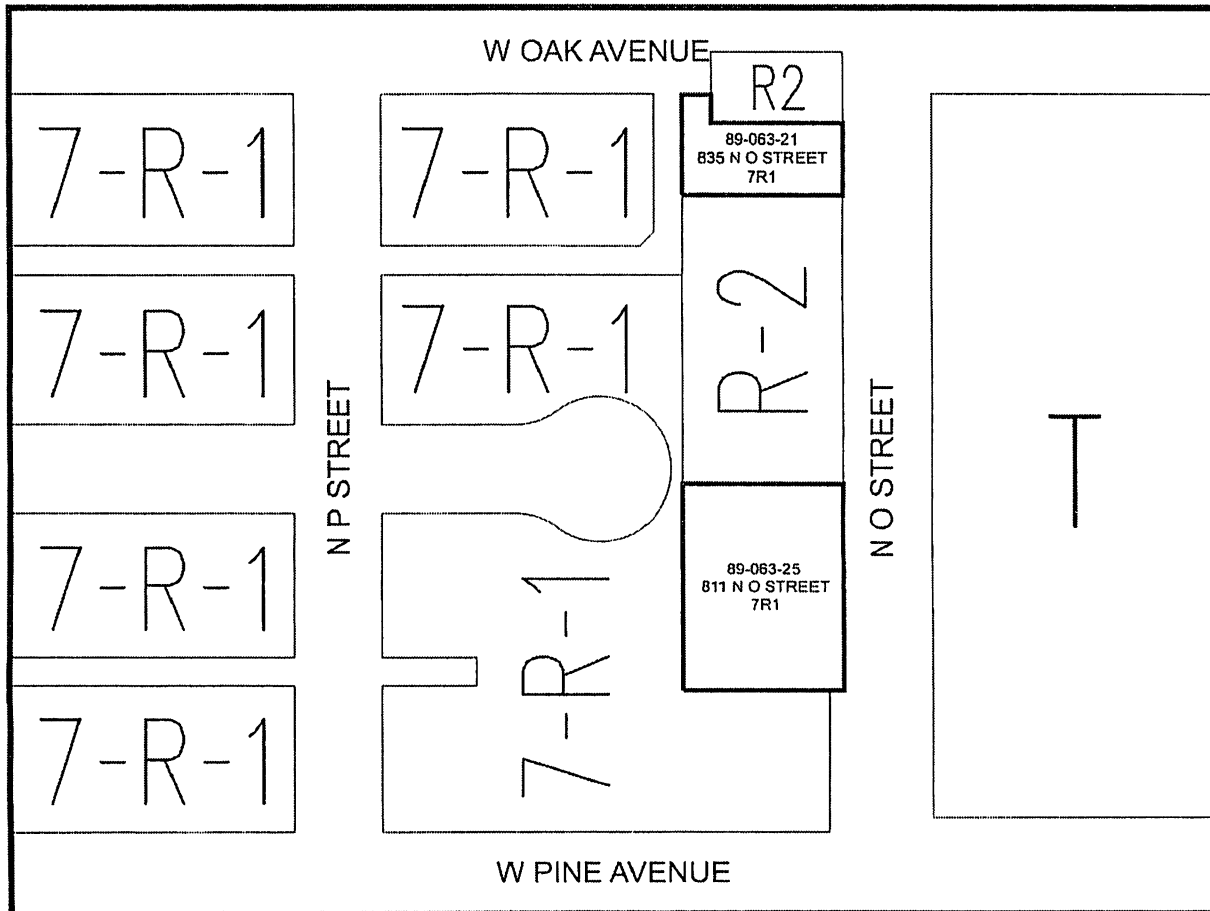 W OAK AVENUE
R2
7-R-1
7-R-1
89-063-21
835 N O STREET
7R1
7-R-1
7-R-1
R-2
N P STREET
N O STREET
T
7-R-1
7-R-1
89-063-25
811 N O STREET
7R1
7-R-1
W PINE AVENUE